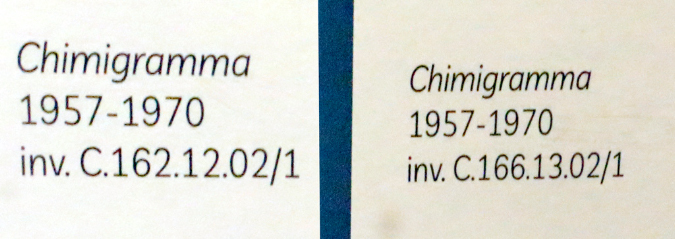 Chimigramma
1957-1970
inv. C.162.12.02/1
Chimigramma
1957-1970
inv. C.166.13.02/1